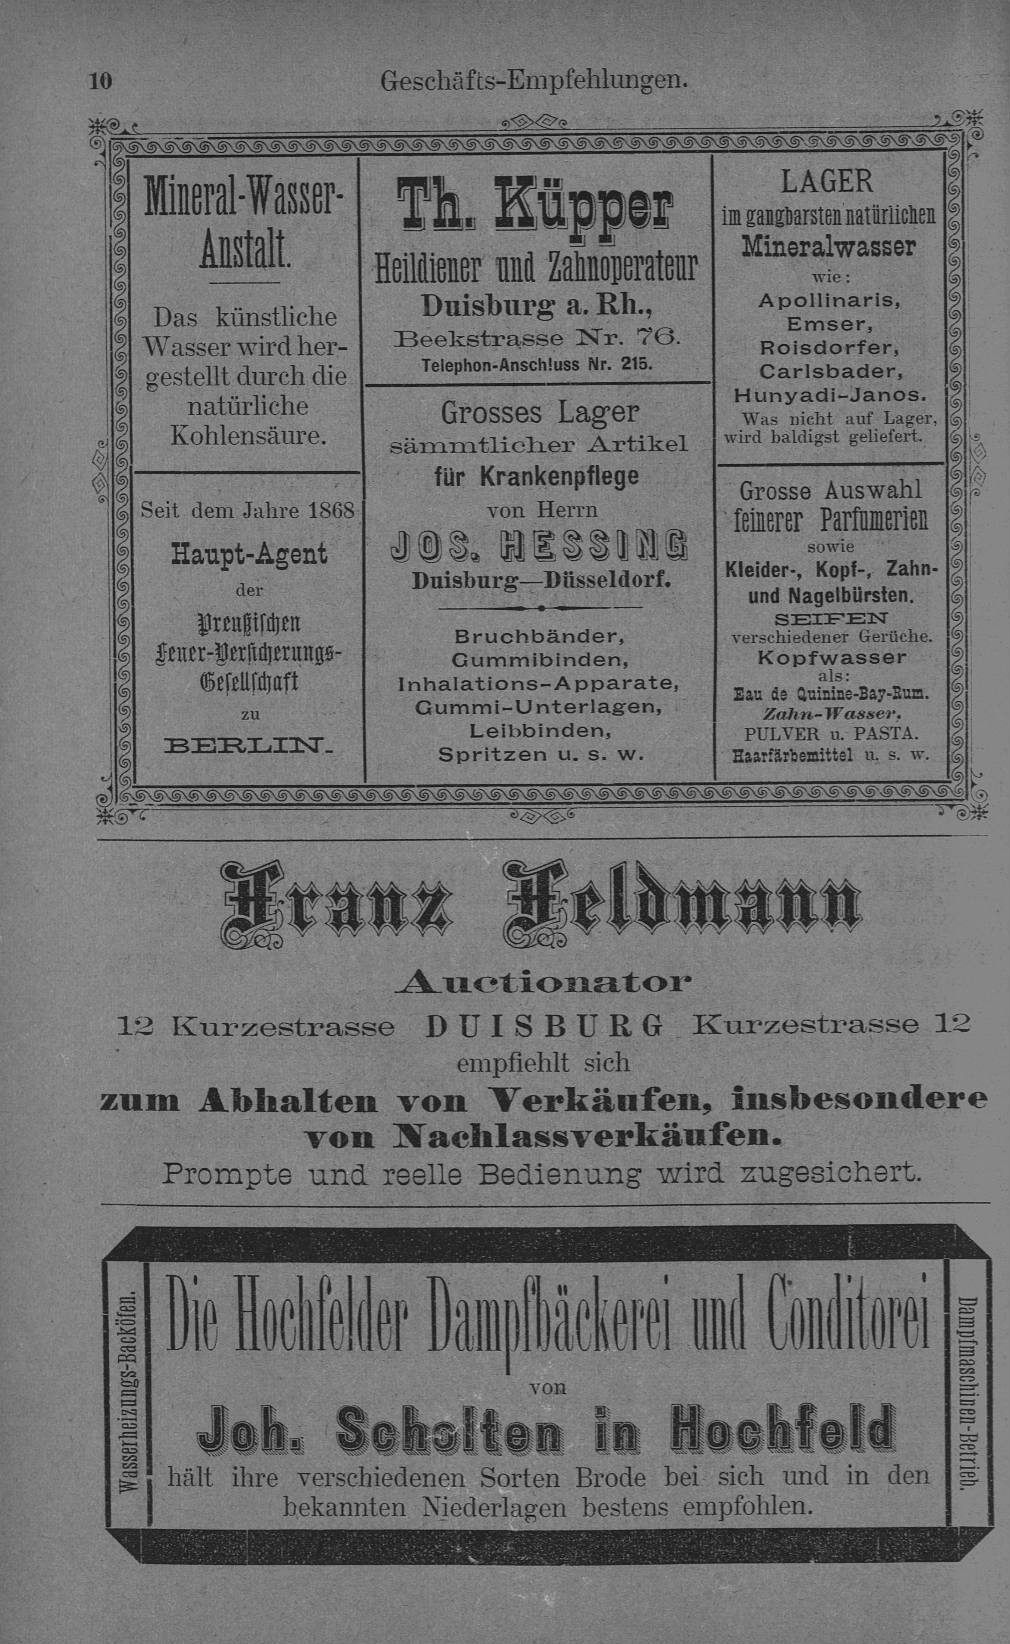 10
Geschäfts-Empfehlungen.
Mineral-Wasser-
Anstalt.
Das künstliche
Wasser wird her-
gestellt durch die
natürliche
Kohlensäure.
Seit dem Jahre 1868
Haupt-Agent
der
Preußischen
Feuer-Versicherungs-
Gesellschaft
zu
BERLIN.
Th. Küpper
Heildiener und Zahnoperateur
Duisburg a. Rh.,
Beekstrasse Nr. 76.
Telephon-Anschluss Nr. 215.
Grosses Lager
sämmtlicher Artikel
für Krankenpflege
von Herrn
JOS. HESSING
Duisburg—Düsseldorf.
Bruchbänder,
Gummibinden,
Inhalations-Apparate,
Gummi-Unterlagen,
Leibbinden,
Spritzen u. s. w.
LAGER
im gangbarsten natürlichen
Mineralwasser
wie:
Apollinaris,
Emser,
Roisdorfer,
Carlsbader,
Hunyadi-Janos.
Was nicht auf Lager,
wird baldigst geliefert.
Grosse Auswahl
feinerer Parfumerien
sowie
Kleider-, Kopf-, Zahn-
und Nagelbürsten.
SEIFEN
verschiedener Gerüche.
Kopfwasser
als:
Eau de Quinine-Bay-Rum.
Zahn-Wasser,
PULVER u. PASTA.
Haarfärbemittel u. s. w.
Franz Feldmann
Auctionator
12 Kurzestrasse DUISBURG Kurzestrasse 12
empfiehlt sich
zum Abhalten von Verkäufen, insbesondere
von Nachlassverkäufen.
Prompte und reelle Bedienung wird zugesichert.
Wasserheizungs-Backöfen.
Die Hochfelder Dampfbäckerei und Conditorei
von
Joh. Scholten in Hochfeld
hält ihre verschiedenen Sorten Brode bei sich und in den
bekannten Niederlagen bestens empfohlen.
Dampfmaschinen-Betrieb.